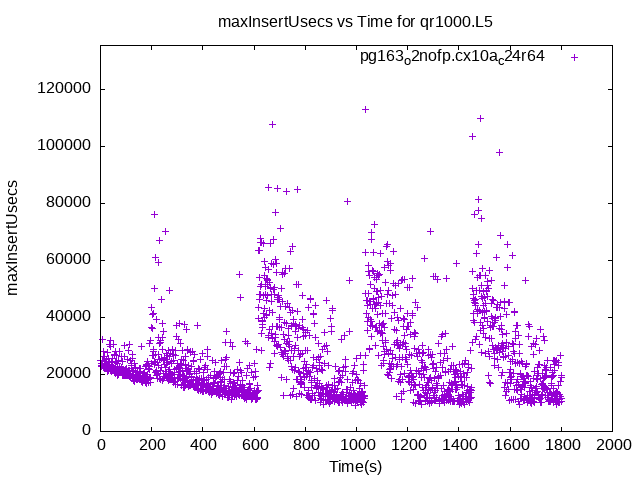 maxInsertUsecs vs Time for qr1000.L5
pg163_o2nofp.cx10a_c24r64
maxInsertUsecs
120000
100000
80000
60000
40000
20000
0
0 200 400 600 800 1000 1200 1400 1600 1800 2000
Time(s)